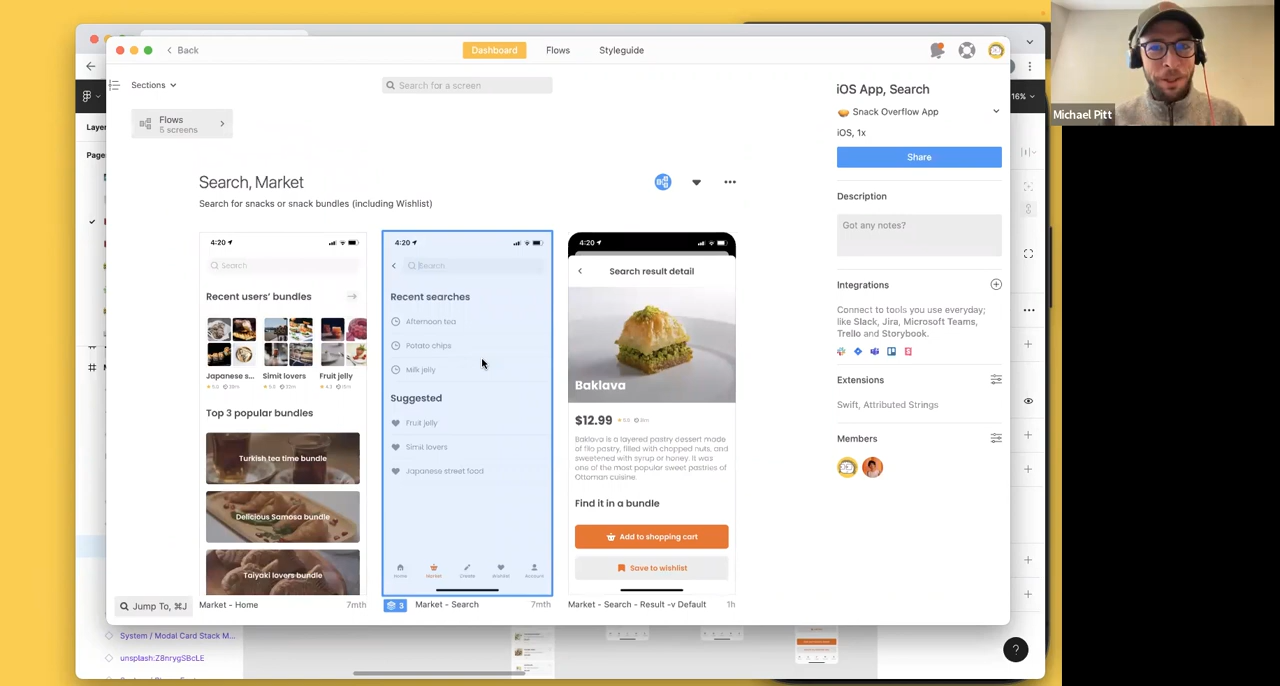 Back
Dashboard
Flows
Styleguide
Michael Pitt
16%
Sections
Search for a screen
Flows
5 screens
Laye
Page
Search, Market
Search for snacks or snack bundles (including Wishlist)
4:20
Search
Recent users' bundles
Japanese s...
Simit lovers
Fruit jelly
Top 3 popular bundles
Turkish tea time bundle
Delicious Samosa bundle
Taiyaki lovers bundle
Market - Home
7mth
4:20
Search
Recent searches
Afternoon tea
Potato chips
Milk jelly
Suggested
Fruit jelly
Simit lovers
Japanese street food
Home
Market
Create
Wishlist
Account
3
Market - Search
7mth
4:20
Search result detail
Baklava
$12.99
Baklava is a layered pastry dessert made
of filo pastry, filled with chopped nuts, and
sweetened with syrup or honey. It was
one of the most popular sweet pastries of
Ottoman cuisine.
Find it in a bundle
Add to shopping cart
Save to wishlist
Market - Search - Result -v Default
1h
iOS App, Search
Snack Overflow App
iOS, 1x
Share
Description
Got any notes?
Integrations
Connect to tools you use everyday;
like Slack, Jira, Microsoft Teams,
Trello and Storybook.
Extensions
Swift, Attributed Strings
Members
Jump To, ⌘J
System / Modal Card Stack M...
unsplash:Z8nrygSBcLE
?